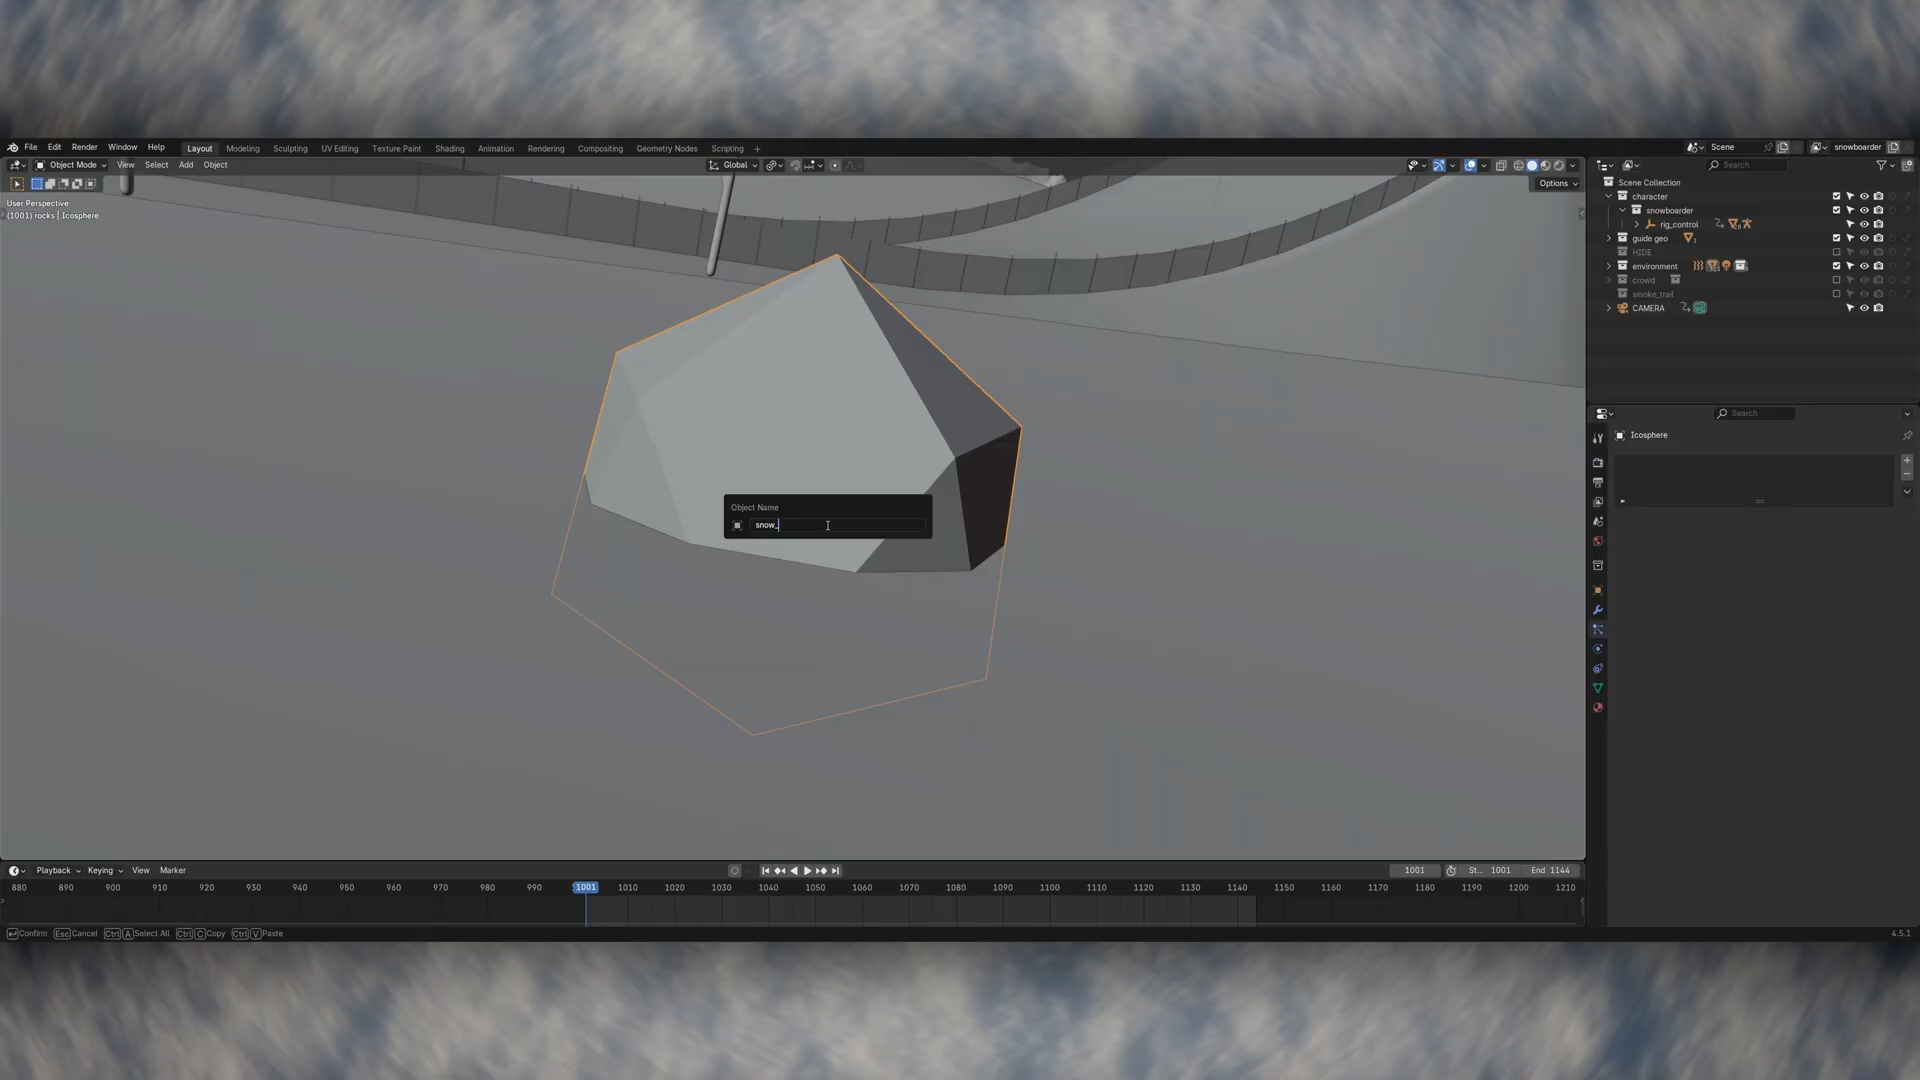 File Edit Render Window Help Layout Modeling Sculpting UV Editing Texture Paint Shading Animation Rendering Compositing Geometry Nodes Scripting + Scene snowboarder
Object Mode View Select Add Object Global Search
Options
User Perspective
(1001) rocks | Icosphere
Scene Collection
character
snowboarder
rig_control
guide geo
HIDE
environment
crowd
smoke_trail
CAMERA
Search
Icosphere
Object Name
snow_
Playback Keying View Marker 1001 St... 1001 End 1144
880 890 900 910 920 930 940 950 960 970 980 990 1001 1010 1020 1030 1040 1050 1060 1070 1080 1090 1100 1110 1120 1130 1140 1150 1160 1170 1180 1190 1200 1210
Confirm Esc Cancel Ctrl A Select All Ctrl C Copy Ctrl V Paste 4.5.1